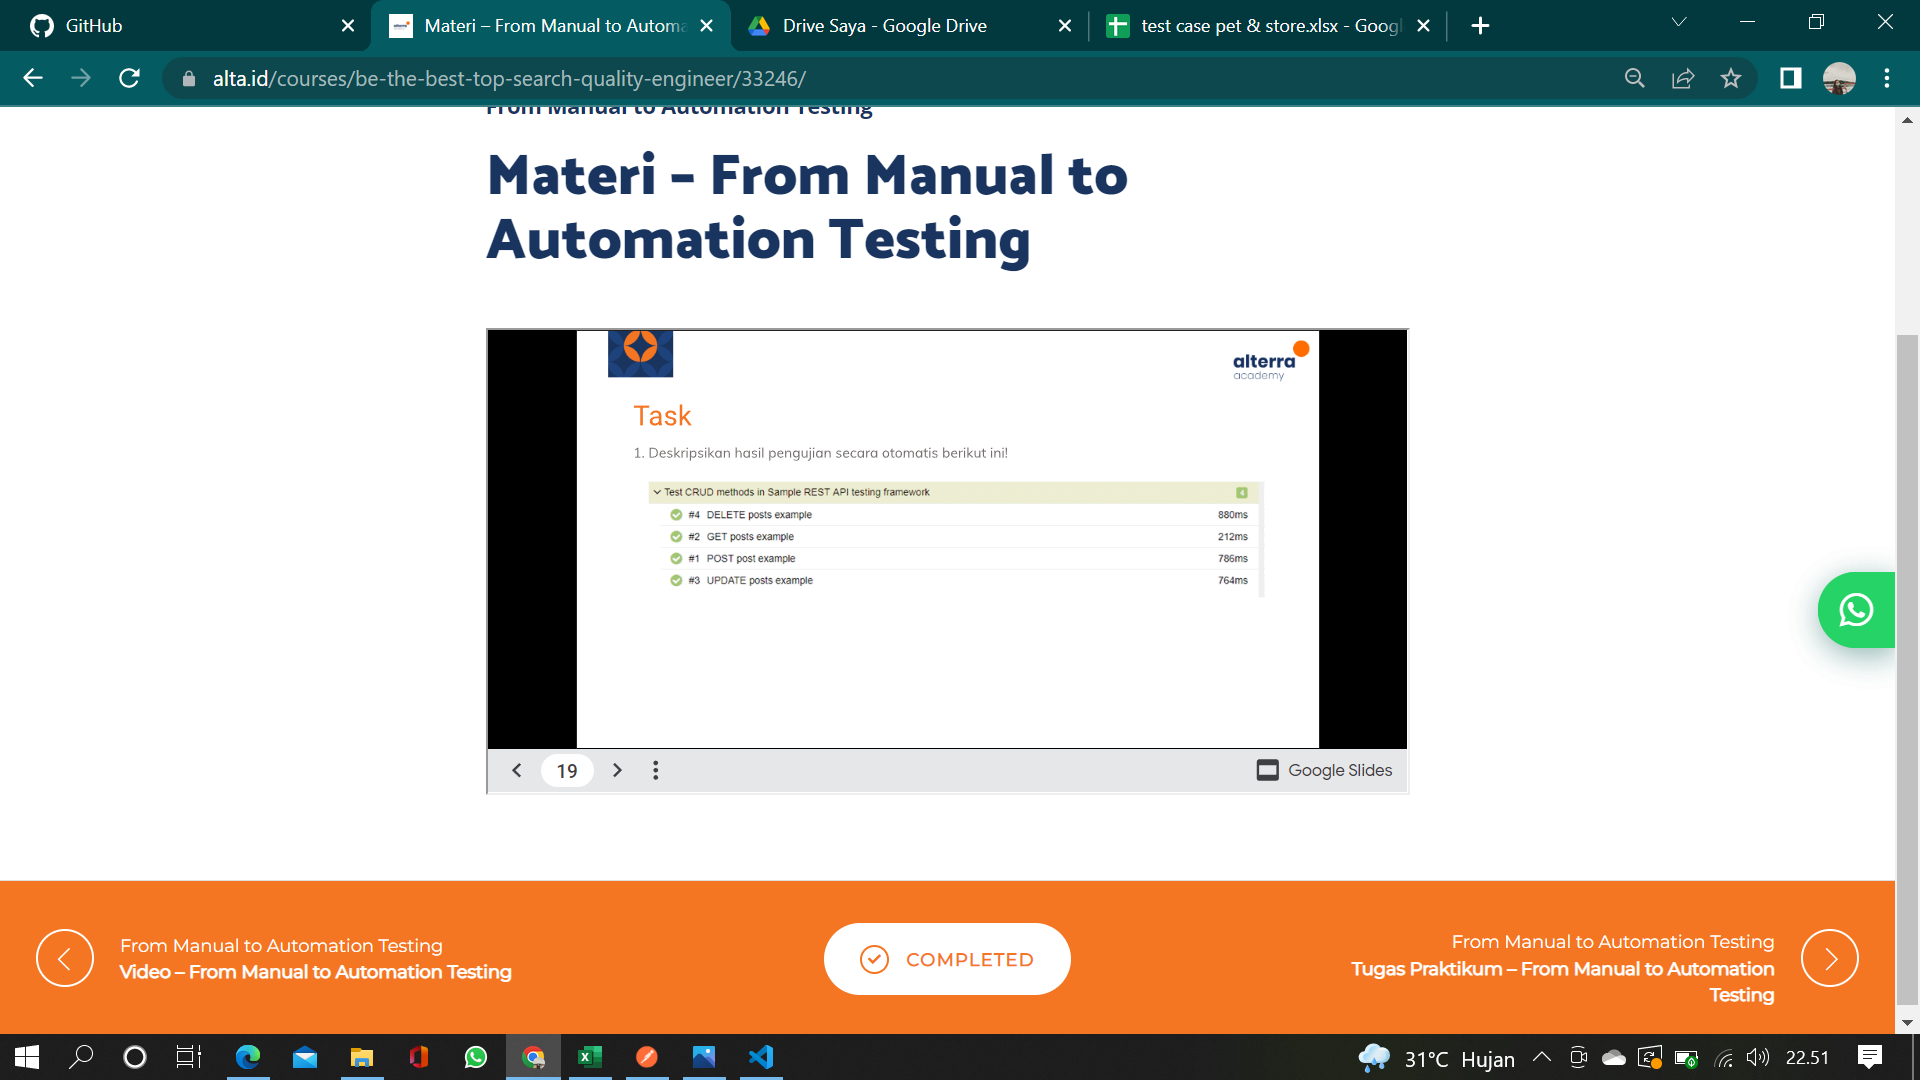 GitHub
Materi – From Manual to Automa
Drive Saya - Google Drive
test case pet & store.xlsx - Googl
alta.id/courses/be-the-best-top-search-quality-engineer/33246/
From Manual to Automation Testing
Materi – From Manual to
Automation Testing
alterra
academy
Task
1. Deskripsikan hasil pengujian secara otomatis berikut ini!
Test CRUD methods in Sample REST API testing framework 4
#4 DELETE posts example 880ms
#2 GET posts example 212ms
#1 POST post example 786ms
#3 UPDATE posts example 764ms
19
Google Slides
From Manual to Automation Testing
Video – From Manual to Automation Testing
COMPLETED
From Manual to Automation Testing
Tugas Praktikum – From Manual to Automation
Testing
31°C Hujan
22.51